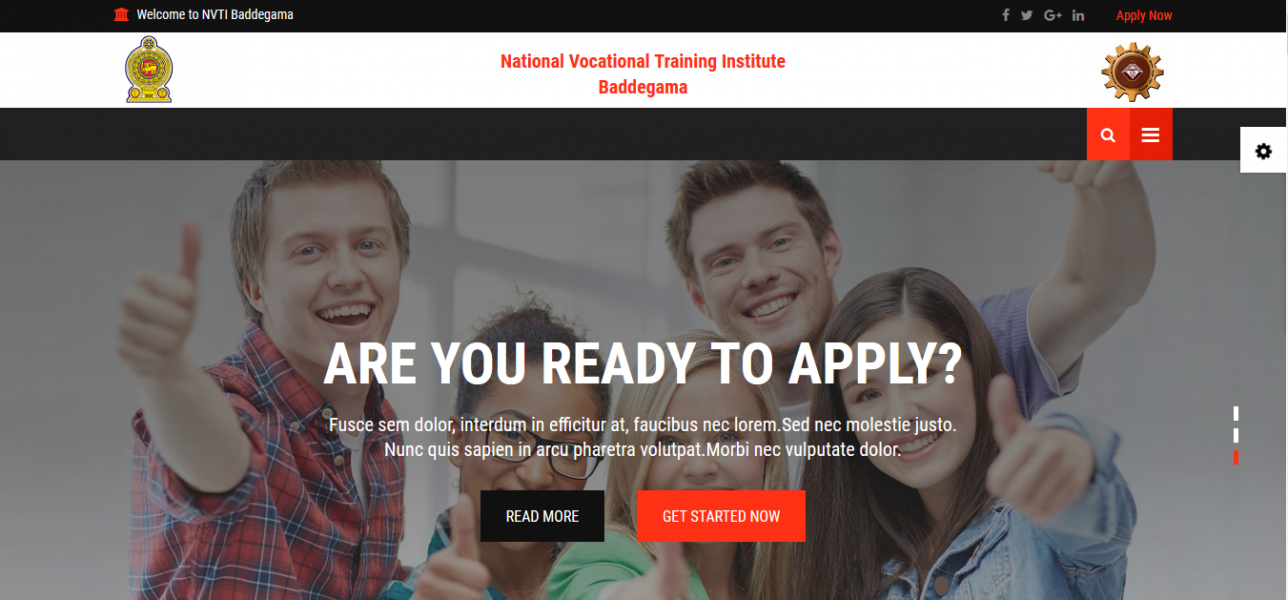 Welcome to NVTI Baddegama
Apply Now
National Vocational Training Institute
Baddegama
ARE YOU READY TO APPLY?
Fusce sem dolor, interdum in efficitur at, faucibus nec lorem.Sed nec molestie justo.
Nunc quis sapien in arcu pharetra volutpat.Morbi nec vulputate dolor.
READ MORE
GET STARTED NOW